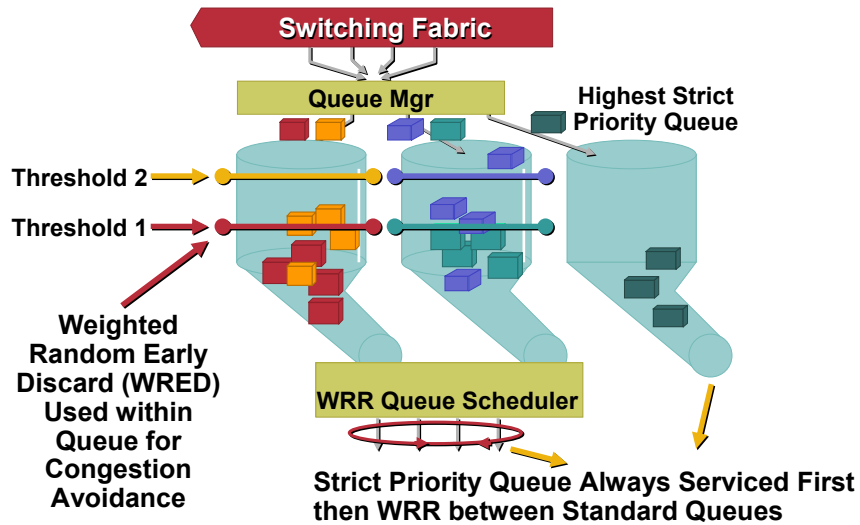 Switching Fabric
Queue Mgr
Highest Strict
Priority Queue
Threshold 2
Threshold 1
Weighted
Random Early
Discard (WRED)
Used within
Queue for
Congestion
Avoidance
WRR Queue Scheduler
Strict Priority Queue Always Serviced First
then WRR between Standard Queues